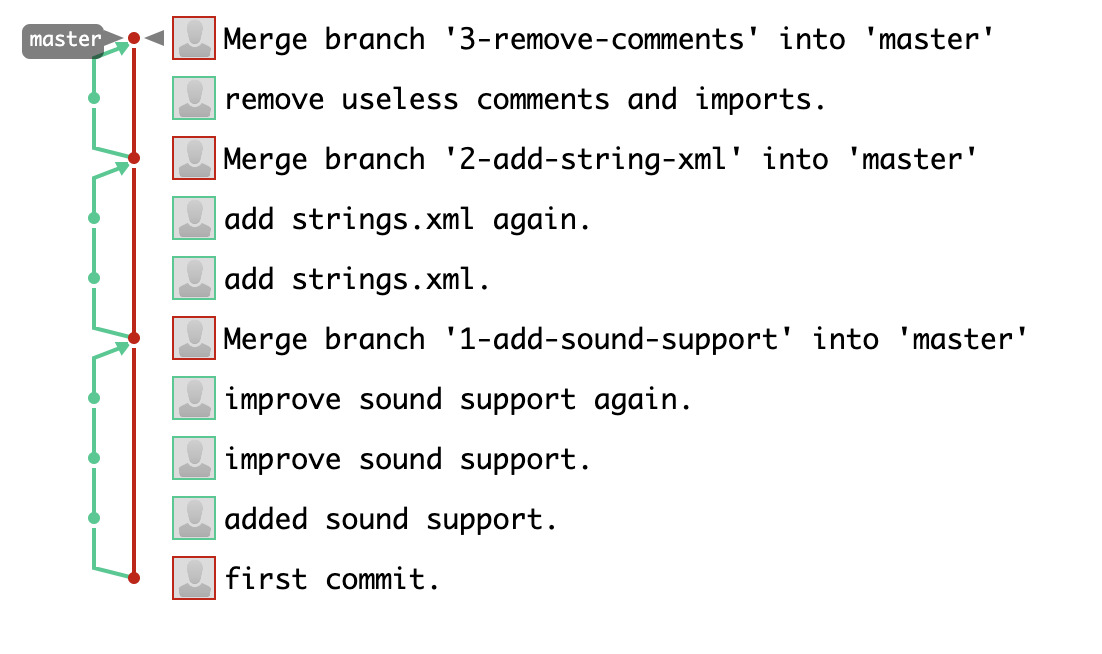 master Merge branch '3-remove-comments' into 'master'
remove useless comments and imports.
Merge branch '2-add-string-xml' into 'master'
add strings.xml again.
add strings.xml.
Merge branch '1-add-sound-support' into 'master'
improve sound support again.
improve sound support.
added sound support.
first commit.